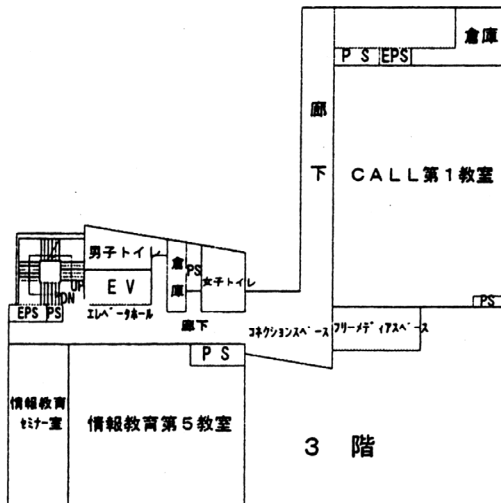 倉庫
PS EPS
廊下
CALL第1教室
男子トイレ
倉庫
PS
女子トイレ
UP
DN
EV
EPS PS
エレベータホール
廊下
PS
コネクションスペース
フリーメディアスペース
PS
情報教育
セミナー室
情報教育第5教室
3 階